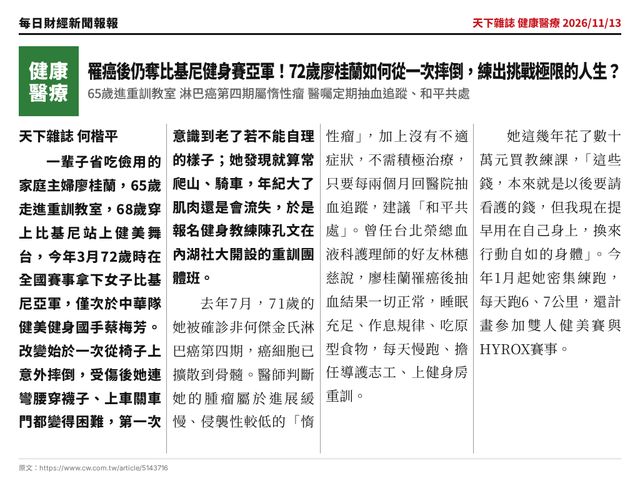 每日財經新聞報報
天下雜誌 健康醫療 2026/11/13
健康
醫療
罹癌後仍奪比基尼健身賽亞軍！72歲廖桂蘭如何從一次摔倒，練出挑戰極限的人生？
65歲進重訓教室 淋巴癌第四期屬惰性瘤 醫囑定期抽血追蹤、和平共處
天下雜誌 何楷平
一輩子省吃儉用的
家庭主婦廖桂蘭，65歲
走進重訓教室，68歲穿
上比基尼站上健美舞
台，今年3月72歲時在
全國賽事拿下女子比基
尼亞軍，僅次於中華隊
健美健身國手蔡梅芳。
改變始於一次從椅子上
意外摔倒，受傷後她連
彎腰穿襪子、上車關車
門都變得困難，第一次
意識到老了若不能自理
的樣子；她發現就算常
爬山、騎車，年紀大了
肌肉還是會流失，於是
報名健身教練陳孔文在
內湖社大開設的重訓團
體班。
去年7月，71歲的
她被確診非何傑金氏淋
巴癌第四期，癌細胞已
擴散到骨髓。醫師判斷
她的腫瘤屬於進展緩
慢、侵襲性較低的「惰
性瘤」，加上沒有不適
症狀，不需積極治療，
只要每兩個月回醫院抽
血追蹤，建議「和平共
處」。曾任台北榮總血
液科護理師的好友林穗
慈說，廖桂蘭罹癌後抽
血結果一切正常，睡眠
充足、作息規律、吃原
型食物，每天慢跑、擔
任導護志工、上健身房
重訓。
她這幾年花了數十
萬元買教練課，「這些
錢，本來就是以後要請
看護的錢，但我現在提
早用在自己身上，換來
行動自如的身體」。今
年1月起她密集練跑，
每天跑6、7公里，還計
畫參加雙人健美賽與
HYROX賽事。
原文：https://www.cw.com.tw/article/5143716